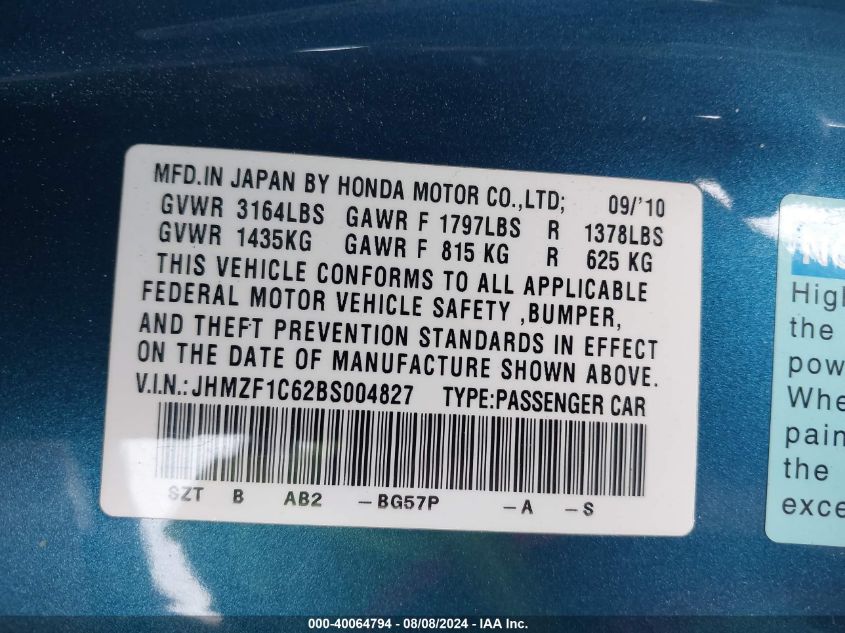 MFD.IN JAPAN BY HONDA MOTOR CO.,LTD; 09/'10
GVWR 3164LBS GAWR F 1797LBS R 1378LBS
GVWR 1435KG GAWR F 815 KG R 625 KG
THIS VEHICLE CONFORMS TO ALL APPLICABLE
FEDERAL MOTOR VEHICLE SAFETY ,BUMPER,
AND THEFT PREVENTION STANDARDS IN EFFECT
ON THE DATE OF MANUFACTURE SHOWN ABOVE.
V.I.N.: JHMZF1C62BS004827 TYPE:PASSENGER CAR
SZT B AB2 -BG57P -A -S
High
the
pow
Whe
pain
the
exce
000-40064794 - 08/08/2024 - IAA Inc.